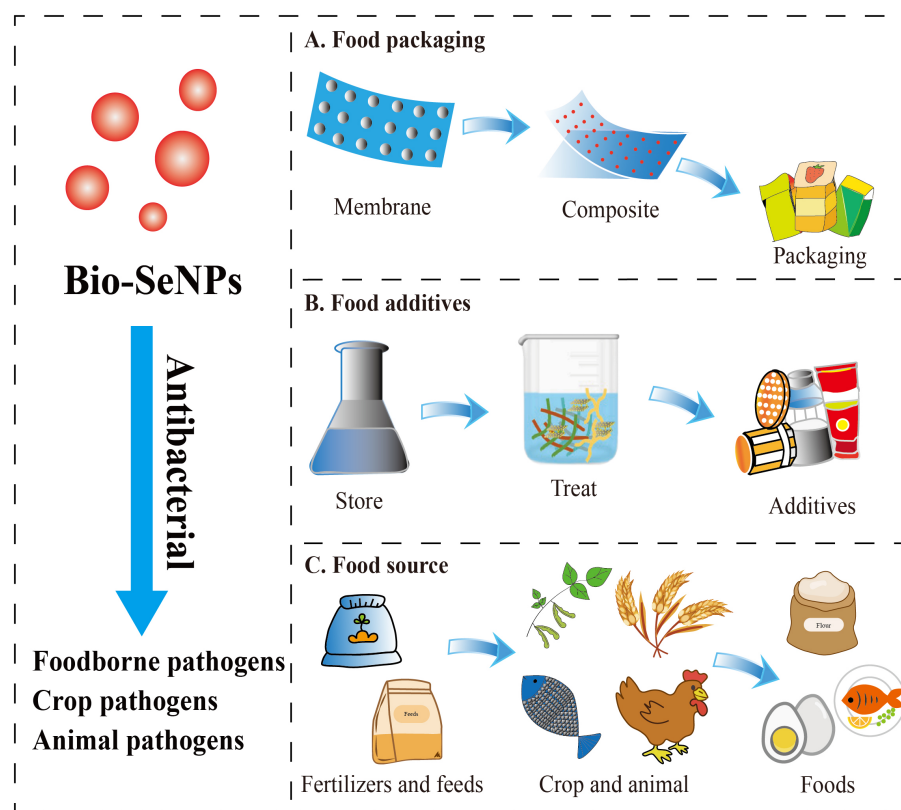 Bio-SeNPs
Antibacterial
Foodborne pathogens
Crop pathogens
Animal pathogens
A. Food packaging
Membrane
Composite
Packaging
B. Food additives
Store
Treat
Additives
C. Food source
Flour
Feeds
Fertilizers and feeds
Crop and animal
Foods